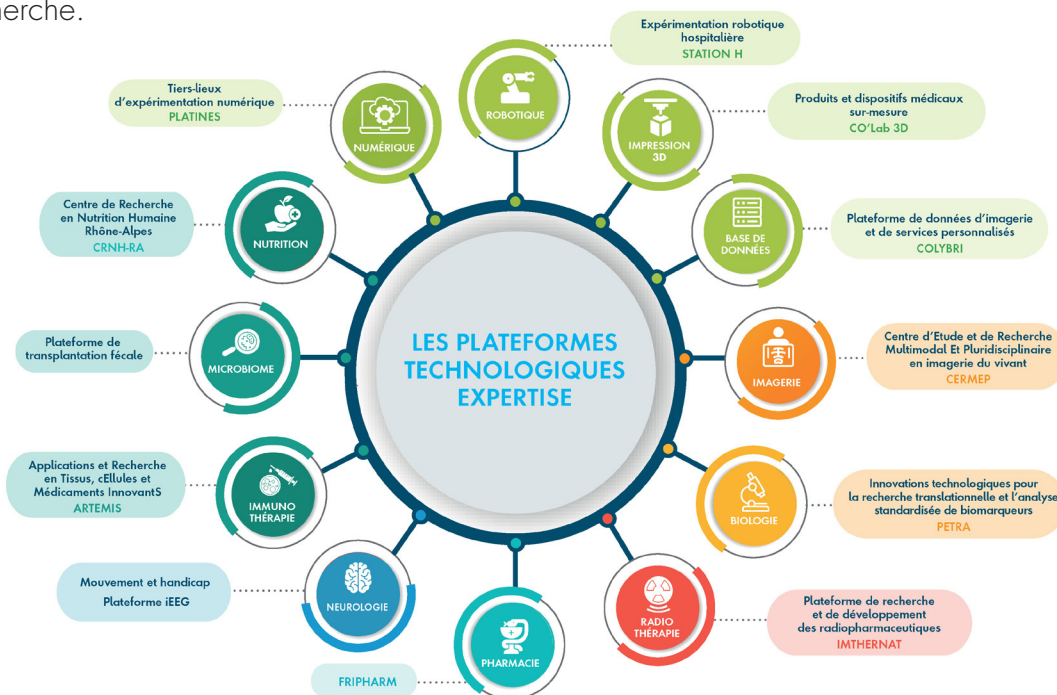 erche.
Expérimentation robotique
hospitalière
STATION H
ROBOTIQUE
Produits et dispositifs médicaux
sur-mesure
CO'Lab 3D
IMPRESSION
3D
Plateforme de données d'imagerie
et de services personnalisés
COLYBRI
BASE DE
DONNÉES
Centre d'Etude et de Recherche
Multimodal Et Pluridisciplinaire
en imagerie du vivant
CERMEP
IMAGERIE
Innovations technologiques pour
la recherche translationnelle et l'analyse
standardisée de biomarqueurs
PETRA
BIOLOGIE
Plateforme de recherche
et de développement
des radiopharmaceutiques
IMTHERNAT
RADIO
THÉRAPIE
PHARMACIE
FRIPHARM
NEUROLOGIE
Mouvement et handicap
Plateforme iEEG
IMMUNO
THÉRAPIE
Applications et Recherche
en Tissus, cEllules et
Médicaments InnovantS
ARTEMIS
MICROBIOME
Plateforme de
transplantation fécale
NUTRITION
Centre de Recherche
en Nutrition Humaine
Rhône-Alpes
CRNH-RA
NUMÉRIQUE
Tiers-lieux
d'expérimentation numérique
PLATINES
LES PLATEFORMES
TECHNOLOGIQUES
EXPERTISE